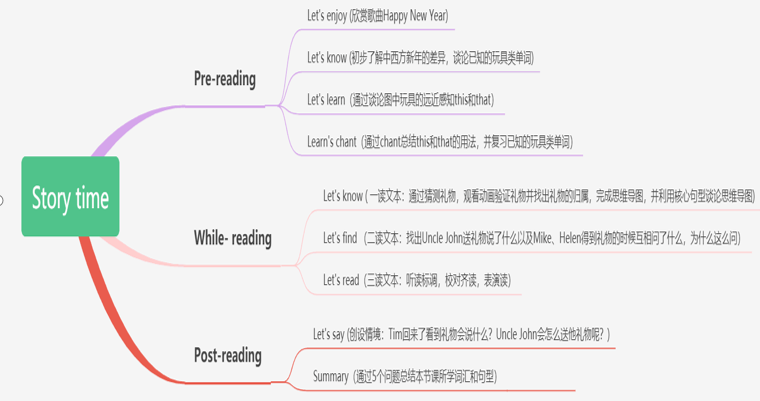 Story time
Pre-reading
Let's enjoy (欣赏歌曲Happy New Year)
Let's know (初步了解中西方新年的差异，谈论已知的玩具类单词)
Let's learn（通过谈论图中玩具的远近感知this和that）
Learn's chant（通过chant总结this和that的用法，并复习已知的玩具类单词）
While- reading
Let's know ( 一读文本：通过猜测礼物，观看动画验证礼物并找出礼物的归属，完成思维导图，并利用核心句型谈论思维导图)
Let's find （二读文本：找出Uncle John送礼物说了什么以及Mike、Helen得到礼物的时候互相问了什么，为什么这么问）
Let's read（三读文本：听读标调，校对齐读，表演读）
Post-reading
Let's say (创设情境：Tim回来了看到礼物会说什么？Uncle John会怎么送他礼物呢？)
Summary（通过5个问题总结本节课所学词汇和句型）